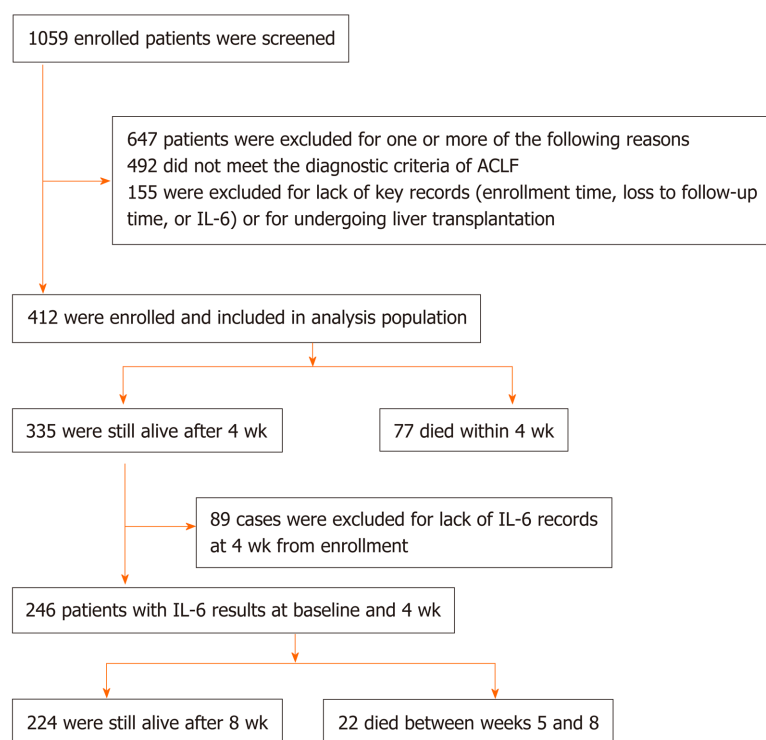 1059 enrolled patients were screened
647 patients were excluded for one or more of the following reasons
492 did not meet the diagnostic criteria of ACLF
155 were excluded for lack of key records (enrollment time, loss to follow-up
time, or IL-6) or for undergoing liver transplantation
412 were enrolled and included in analysis population
335 were still alive after 4 wk
77 died within 4 wk
89 cases were excluded for lack of IL-6 records
at 4 wk from enrollment
246 patients with IL-6 results at baseline and 4 wk
224 were still alive after 8 wk
22 died between weeks 5 and 8